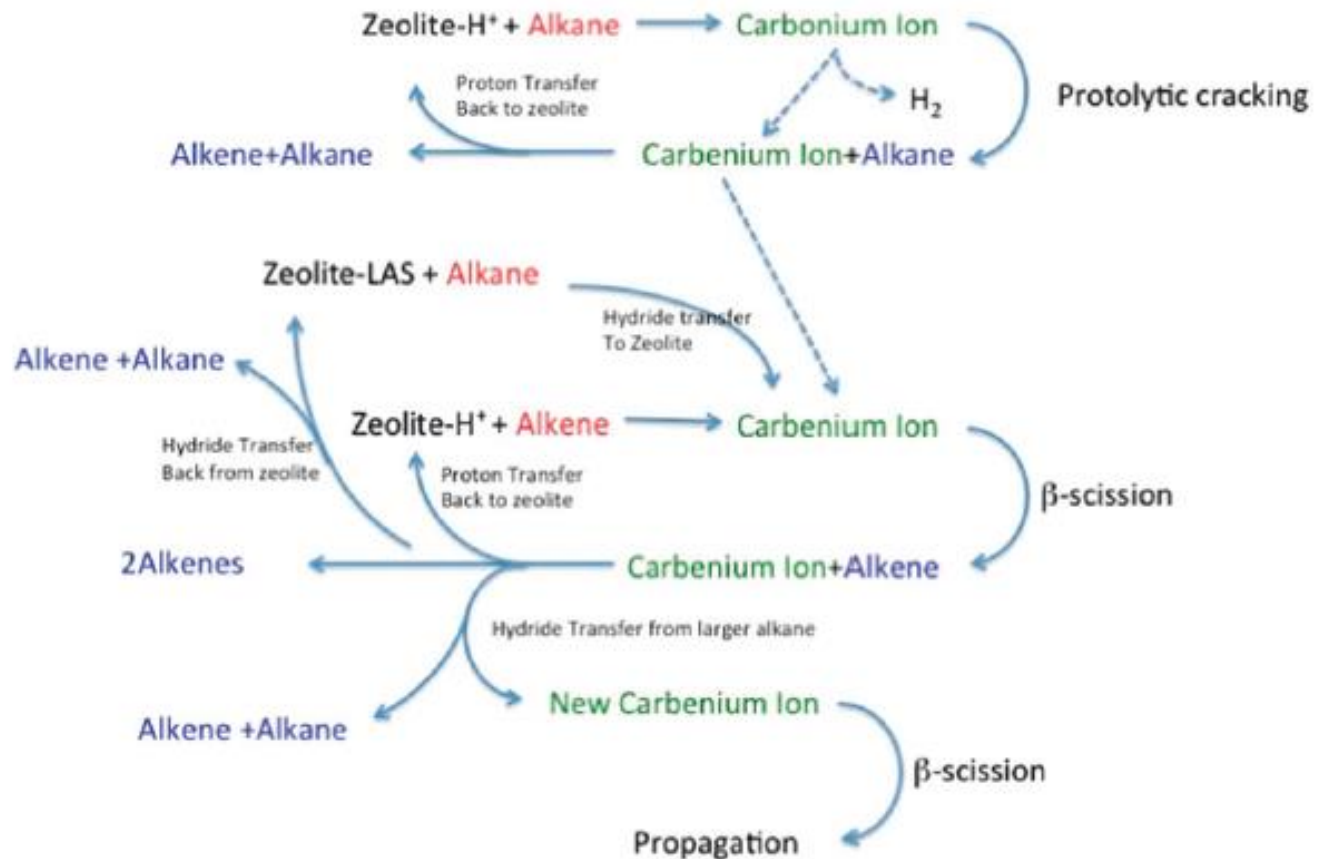 Zeolite-H⁺ + Alkane
Carbonium Ion
Proton Transfer
Back to zeolite
H₂
Protolytic cracking
Alkene+Alkane
Carbenium Ion+Alkane
Zeolite-LAS + Alkane
Hydride transfer
To Zeolite
Alkene +Alkane
Zeolite-H⁺ + Alkene
Carbenium Ion
Hydride Transfer
Back from zeolite
Proton Transfer
Back to zeolite
β-scission
2Alkenes
Carbenium Ion+Alkene
Hydride Transfer from larger alkane
New Carbenium Ion
Alkene +Alkane
β-scission
Propagation